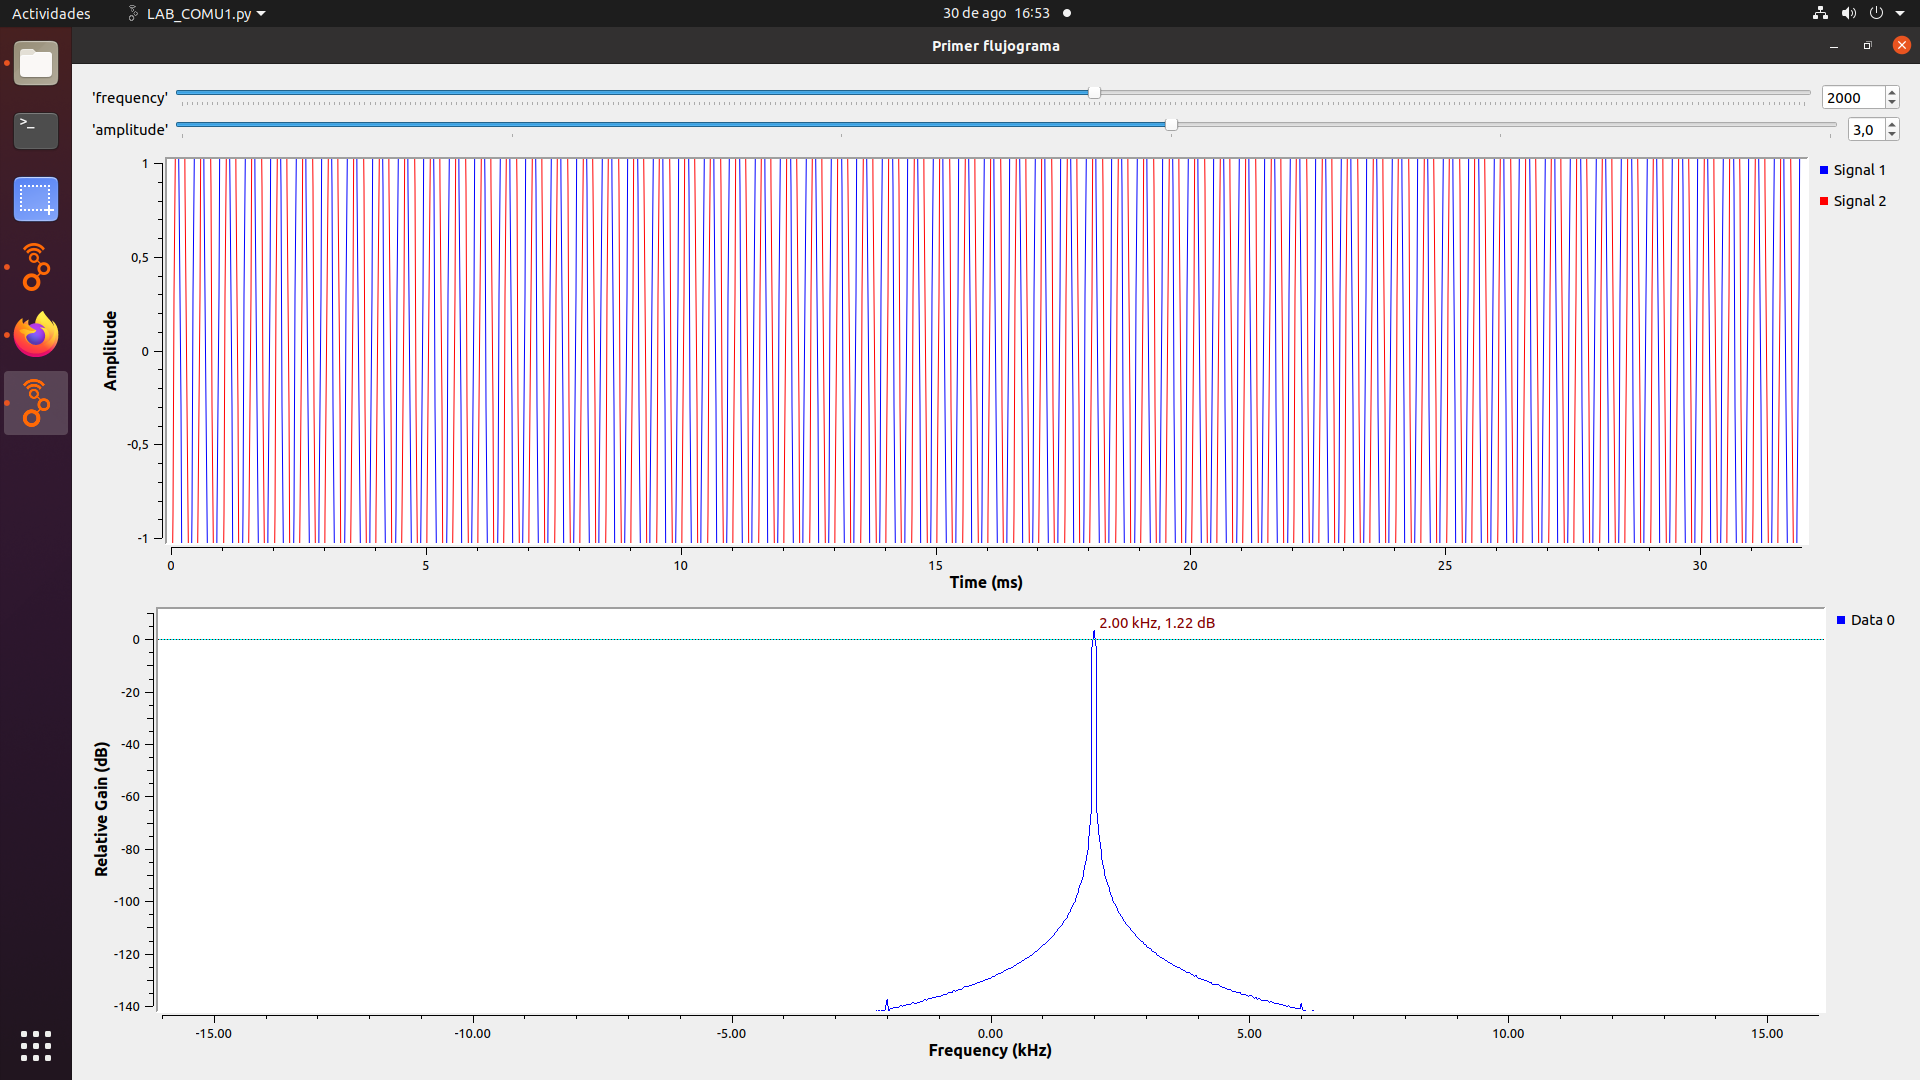 Actividades LAB_COMU1.py 30 de ago 16:53
Primer flujograma
'frequency' 2000
'amplitude' 3,0
>_
Signal 1
Signal 2
1
0,5
0
-0,5
-1
Amplitude
0 5 10 15 20 25 30
Time (ms)
2.00 kHz, 1.22 dB
Data 0
0
-20
-40
-60
-80
-100
-120
-140
Relative Gain (dB)
-15.00 -10.00 -5.00 0.00 5.00 10.00 15.00
Frequency (kHz)